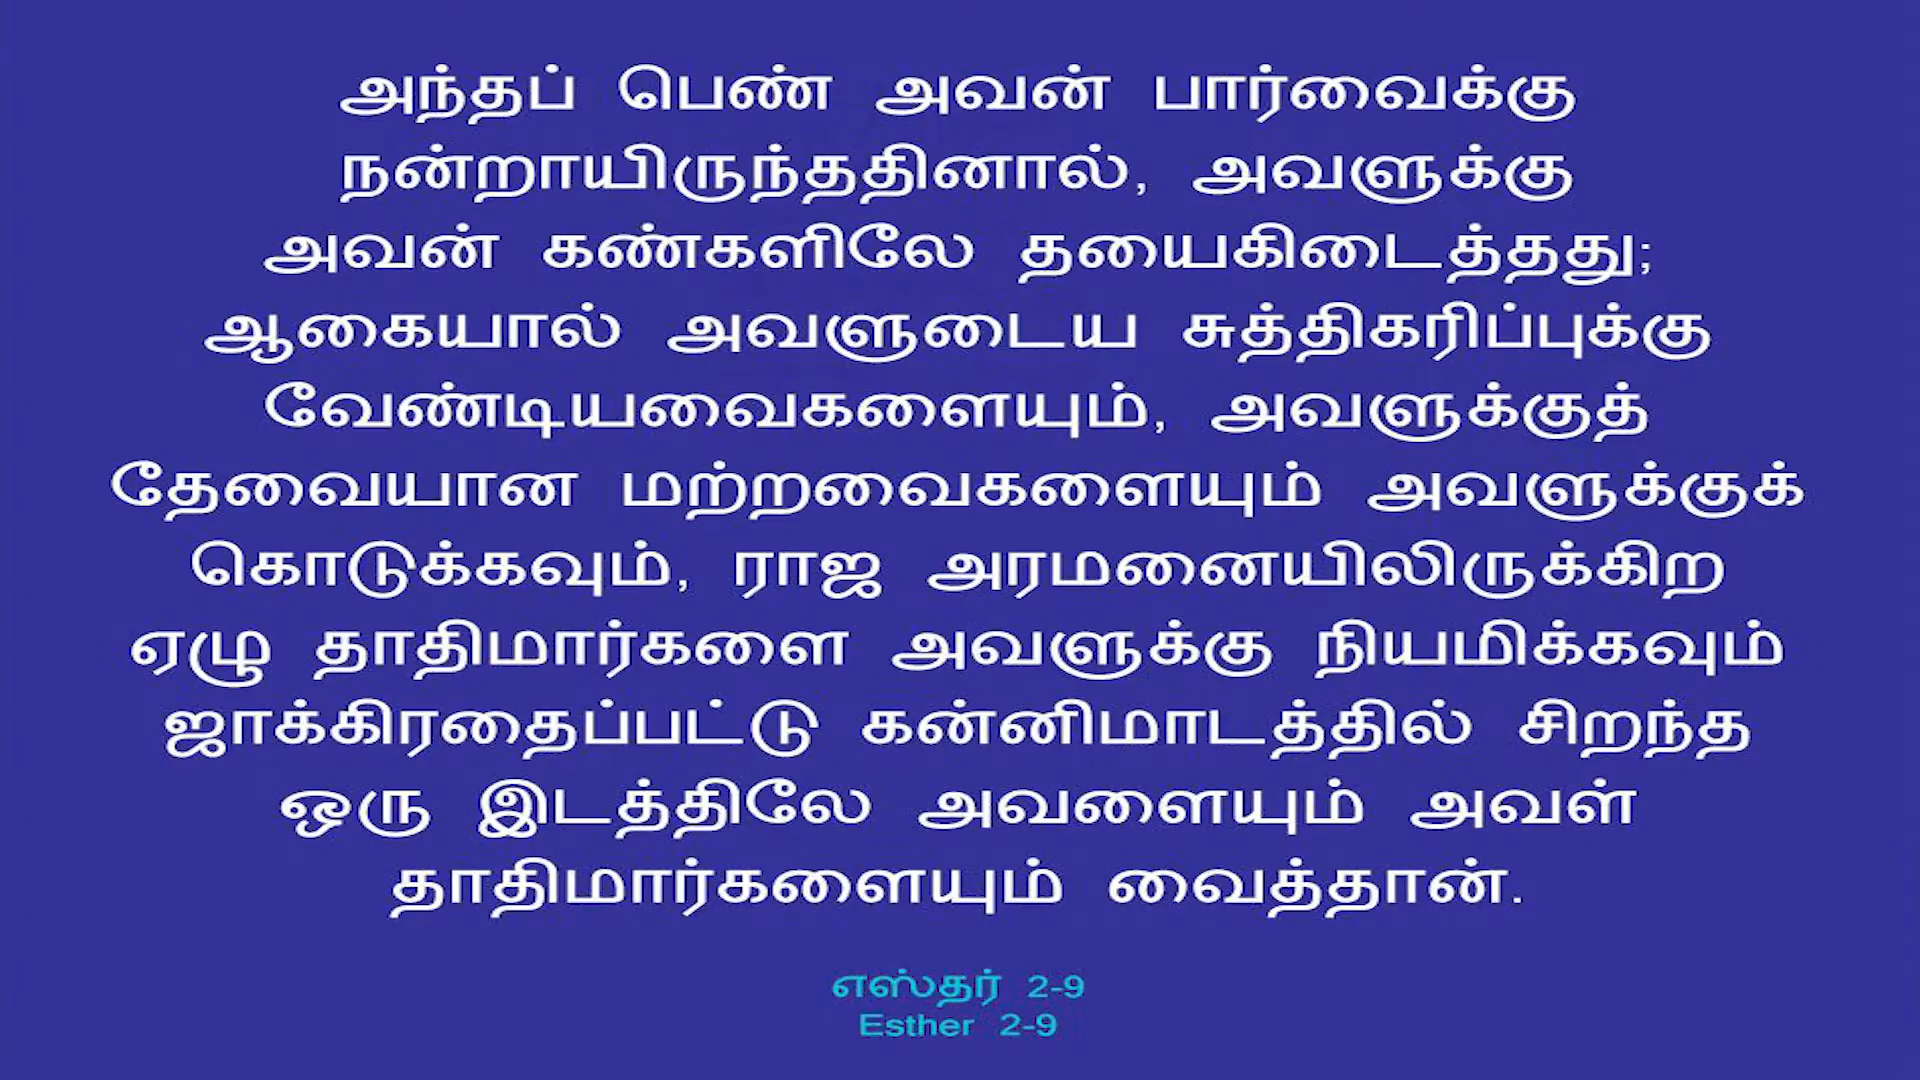 அந்தப் பெண் அவன் பார்வைக்கு
நன்றாயிருந்ததினால், அவளுக்கு
அவன் கண்களிலே தயைகிடைத்தது;
ஆகையால் அவளுடைய சுத்திகரிப்புக்கு
வேண்டியவைகளையும், அவளுக்குத்
தேவையான மற்றவைகளையும் அவளுக்குக்
கொடுக்கவும், ராஜ அரமனையிலிருக்கிற
ஏழு தாதிமார்களை அவளுக்கு நியமிக்கவும்
ஜாக்கிரதைப்பட்டு கன்னிமாடத்தில் சிறந்த
ஒரு இடத்திலே அவளையும் அவள்
தாதிமார்களையும் வைத்தான்.
எஸ்தர் 2-9
Esther 2-9